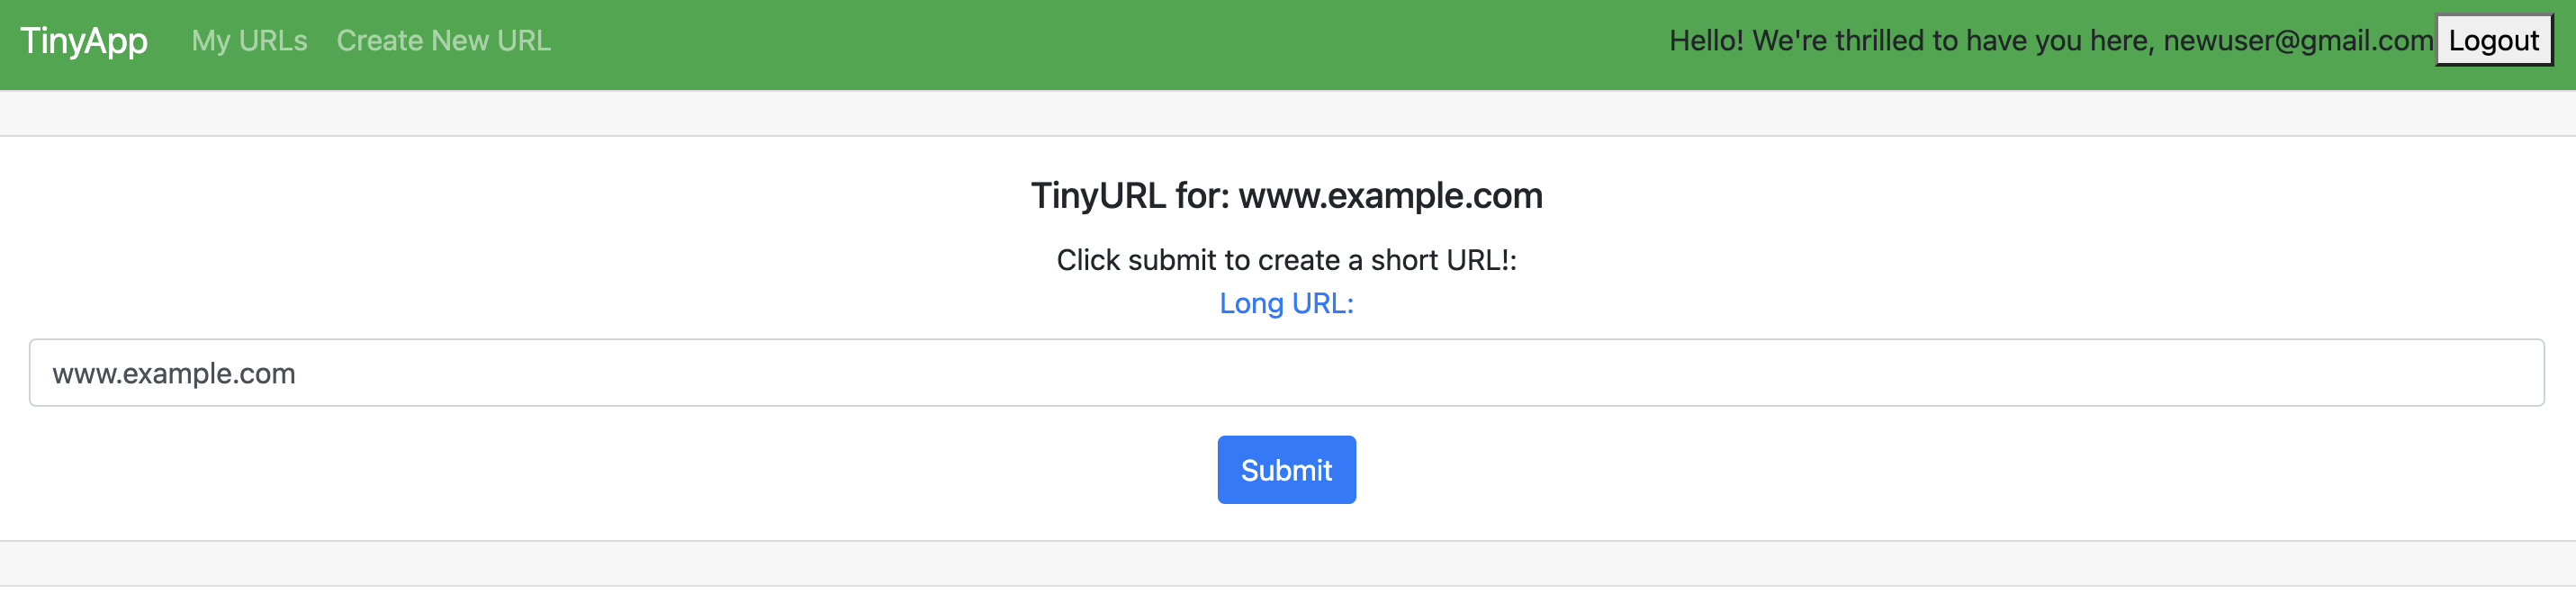 TinyApp My URLs Create New URL Hello! We're thrilled to have you here, newuser@gmail.com Logout
TinyURL for: www.example.com
Click submit to create a short URL!:
Long URL:
www.example.com
Submit